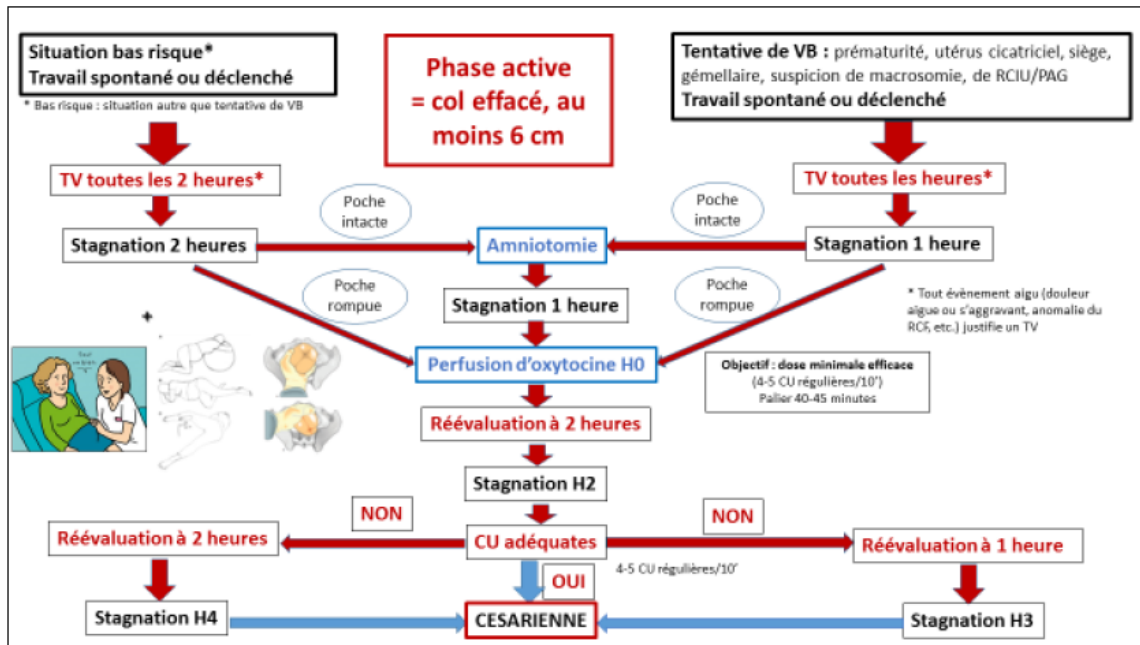 Situation bas risque*
Travail spontané ou déclenché
* Bas risque : situation autre que tentative de VB
Phase active
= col effacé, au
moins 6 cm
Tentative de VB : prématurité, utérus cicatriciel, siège,
gémellaire, suspicion de macrosomie, de RCIU/PAG
Travail spontané ou déclenché
TV toutes les 2 heures*
TV toutes les heures*
Poche
intacte
Poche
intacte
Stagnation 2 heures
Amniotomie
Stagnation 1 heure
Poche
rompue
Poche
rompue
Stagnation 1 heure
* Tout évènement aigu (douleur
aigue ou s'aggravant, anomalie du
RCF, etc.) justifie un TV
+
Perfusion d'oxytocine H0
Objectif : dose minimale efficace
(4-5 CU régulières/10')
Palier 40-45 minutes
Réévaluation à 2 heures
Stagnation H2
NON
NON
Réévaluation à 2 heures
CU adéquates
Réévaluation à 1 heure
4-5 CU régulières/10'
OUI
Stagnation H4
CESARIENNE
Stagnation H3